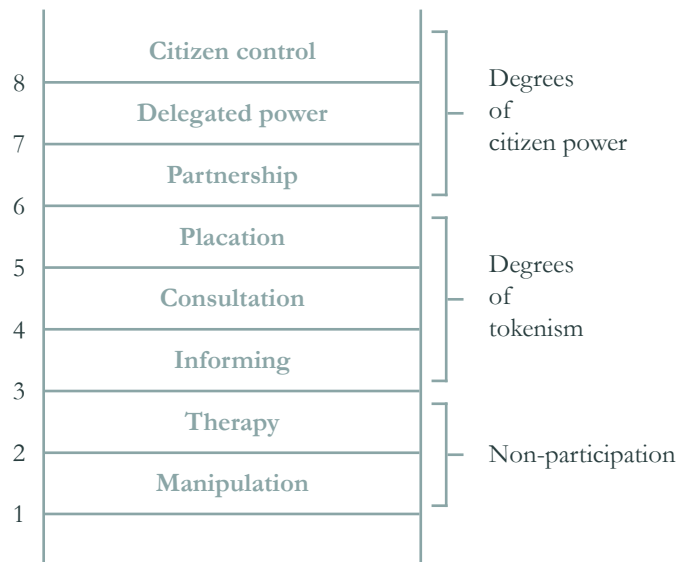 Citizen control
8
Delegated power
7
Partnership
6
Placation
5
Consultation
4
Informing
3
Therapy
2
Manipulation
1
Degrees
of
citizen power
Degrees
of
tokenism
Non-participation